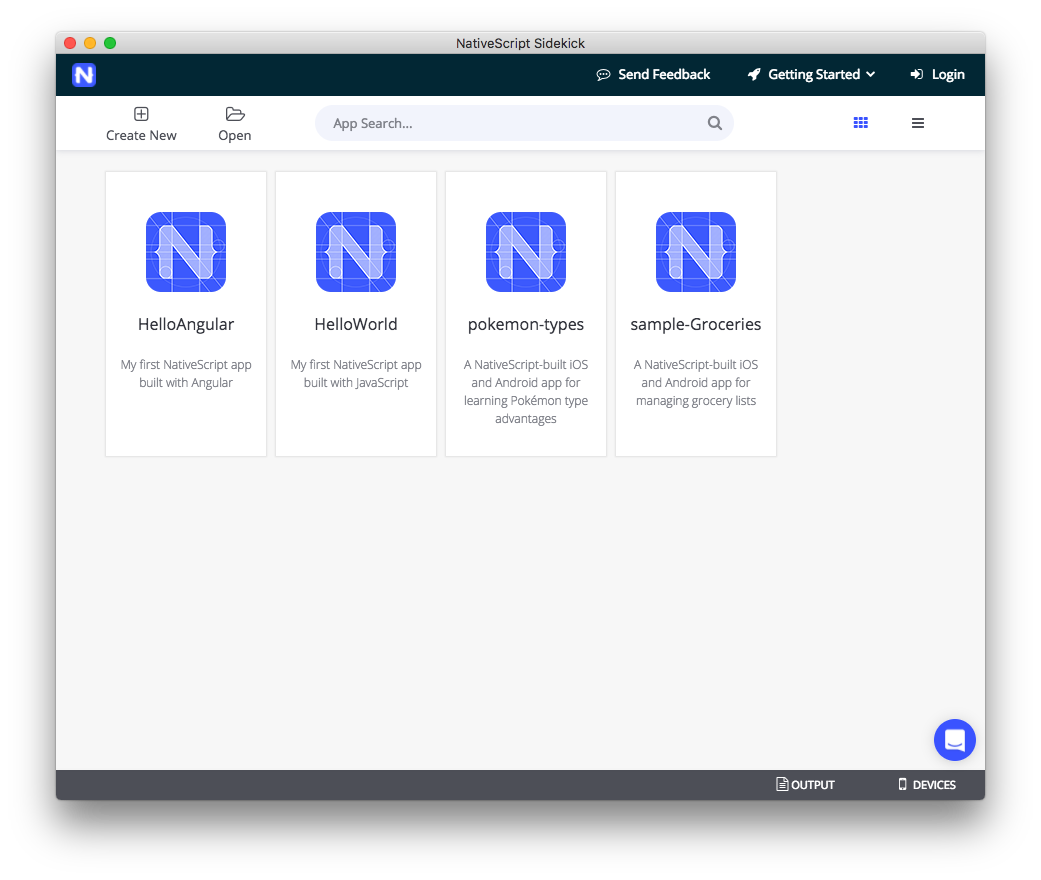 NativeScript Sidekick
N
Send Feedback
Getting Started
Login
Create New
Open
App Search...
N
HelloAngular
My first NativeScript app
built with Angular
N
HelloWorld
My first NativeScript app
built with JavaScript
N
pokemon-types
A NativeScript-built iOS
and Android app for
learning Pokémon type
advantages
N
sample-Groceries
A NativeScript-built iOS
and Android app for
managing grocery lists
OUTPUT
DEVICES